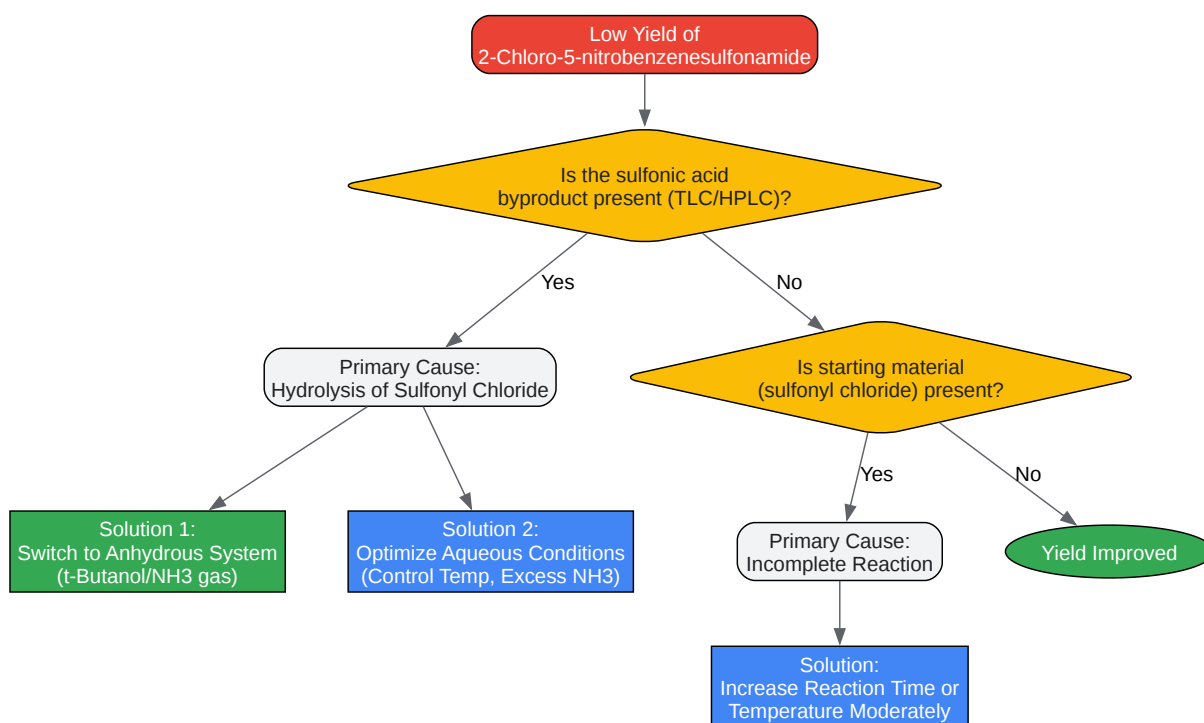 Low Yield of
2-Chloro-5-nitrobenzenesulfonamide
Is the sulfonic acid
byproduct present (TLC/HPLC)?
Yes
No
Primary Cause:
Hydrolysis of Sulfonyl Chloride
Is starting material
(sulfonyl chloride) present?
Yes
No
Solution 1:
Switch to Anhydrous System
(t-Butanol/NH3 gas)
Solution 2:
Optimize Aqueous Conditions
(Control Temp, Excess NH3)
Primary Cause:
Incomplete Reaction
Yield Improved
Solution:
Increase Reaction Time or
Temperature Moderately